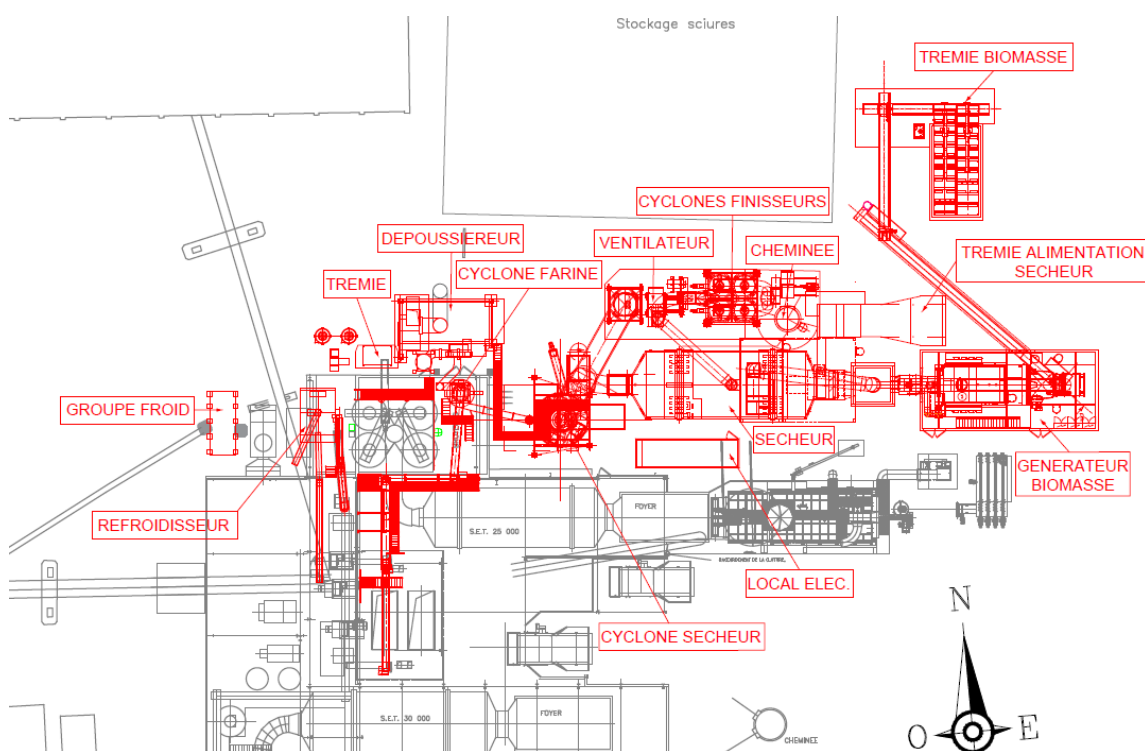 Stockage sciures
TREMIE BIOMASSE
CYCLONES FINISSEURS
DEPOUSSIEREUR
VENTILATEUR
CHEMINEE
TREMIE ALIMENTATION
SECHEUR
CYCLONE FARINE
TREMIE
GROUPE FROID
SECHEUR
GENERATEUR
BIOMASSE
REFROIDISSEUR
S.E.T. 25 000
FOYER
LOCAL ELEC.
CYCLONE SECHEUR
N
S.E.T. 30 000
FOYER
CHEMINEE
O
E